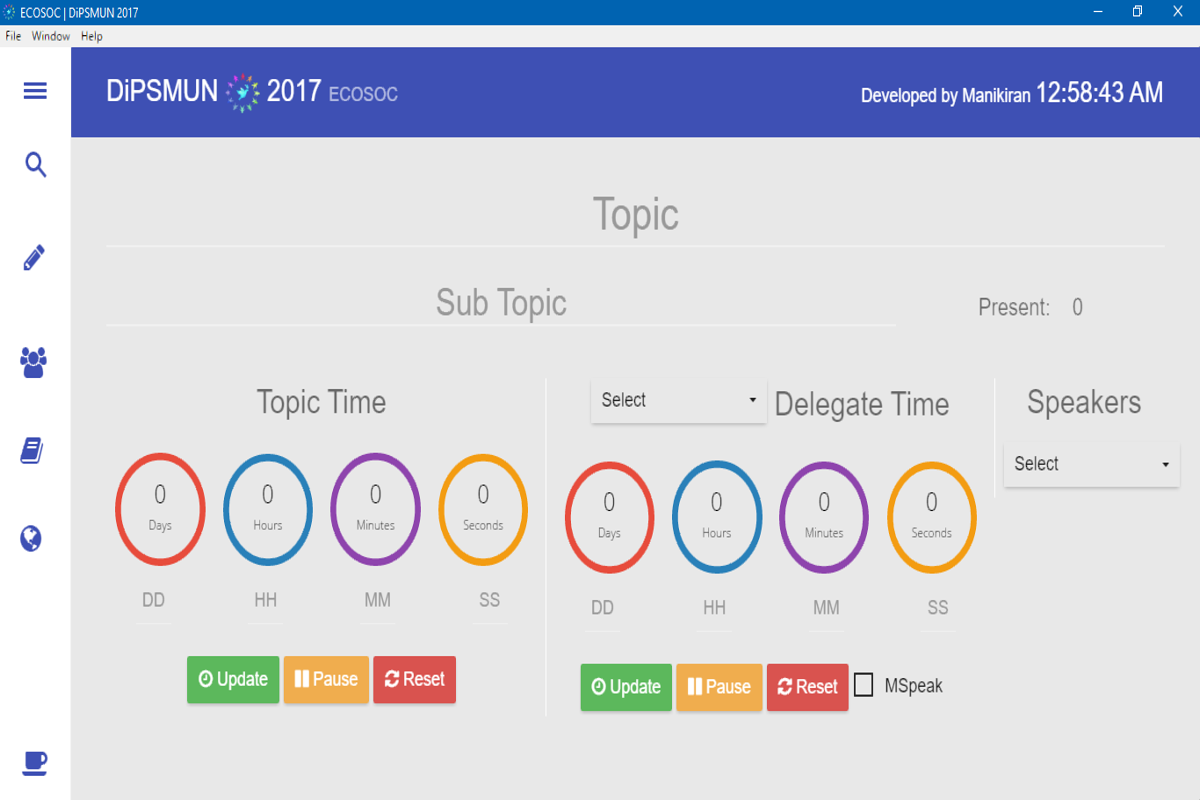 ECOSOC | DiPSMUN 2017
File Window Help
DiPSMUN 2017 ECOSOC
Developed by Manikiran 12:58:43 AM
Topic
Sub Topic
Present: 0
Topic Time
Select
Delegate Time
Speakers
Select
0 0 0 0
Days Hours Minutes Seconds
0 0 0 0
Days Hours Minutes Seconds
DD HH MM SS
DD HH MM SS
Update Pause Reset
Update Pause Reset MSpeak